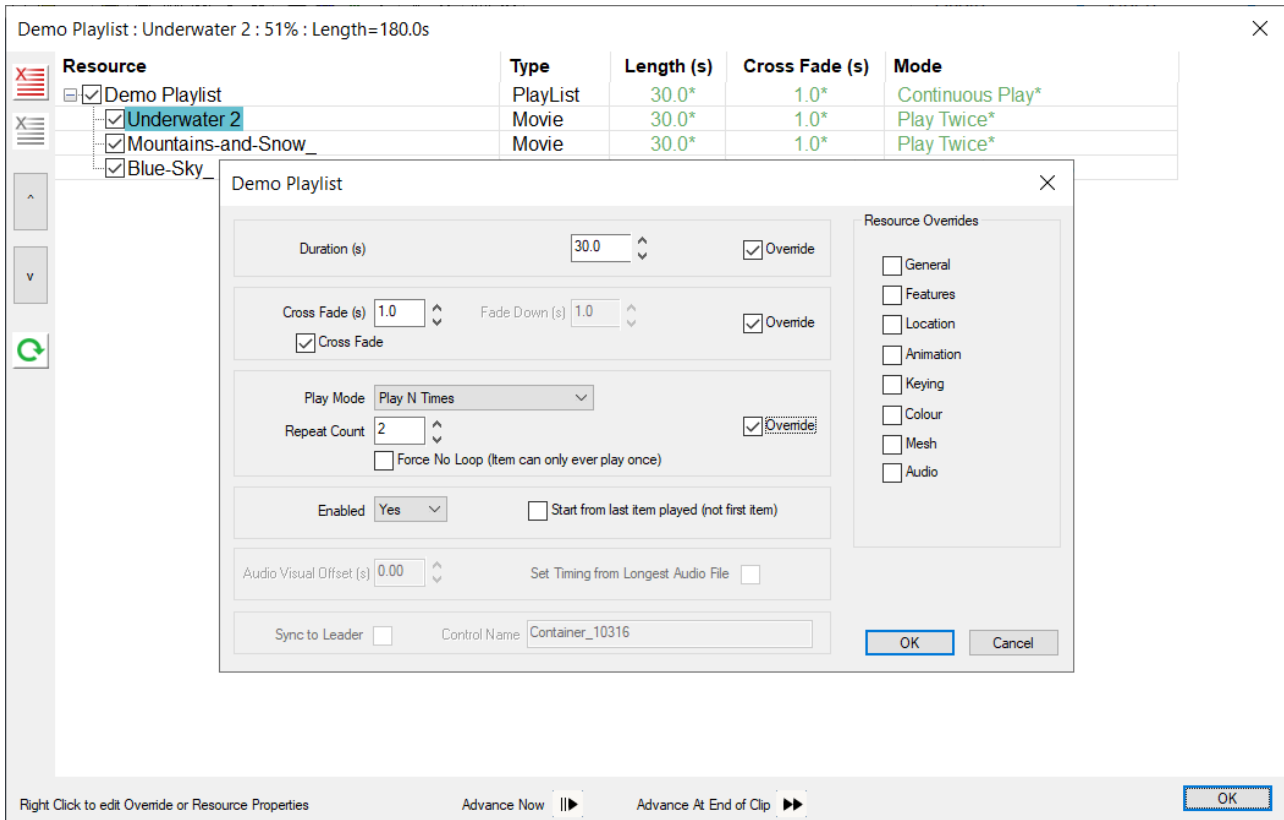 Demo Playlist : Underwater 2 : 51% : Length=180.0s
Resource Type Length (s) Cross Fade (s) Mode
Demo Playlist PlayList 30.0* 1.0* Continuous Play*
Underwater 2 Movie 30.0* 1.0* Play Twice*
Mountains-and-Snow_ Movie 30.0* 1.0* Play Twice*
Blue-Sky_
Demo Playlist
Resource Overrides
Duration (s) 30.0 Override
General
Features
Cross Fade (s) 1.0 Fade Down (s) 1.0 Override
Location
Cross Fade
Animation
Keying
Play Mode Play N Times
Colour
Repeat Count 2 Override
Mesh
Force No Loop (Item can only ever play once)
Audio
Enabled Yes Start from last item played (not first item)
Audio Visual Offset (s) 0.00 Set Timing from Longest Audio File
Sync to Leader Control Name Container_10316
OK Cancel
Right Click to edit Override or Resource Properties Advance Now Advance At End of Clip OK